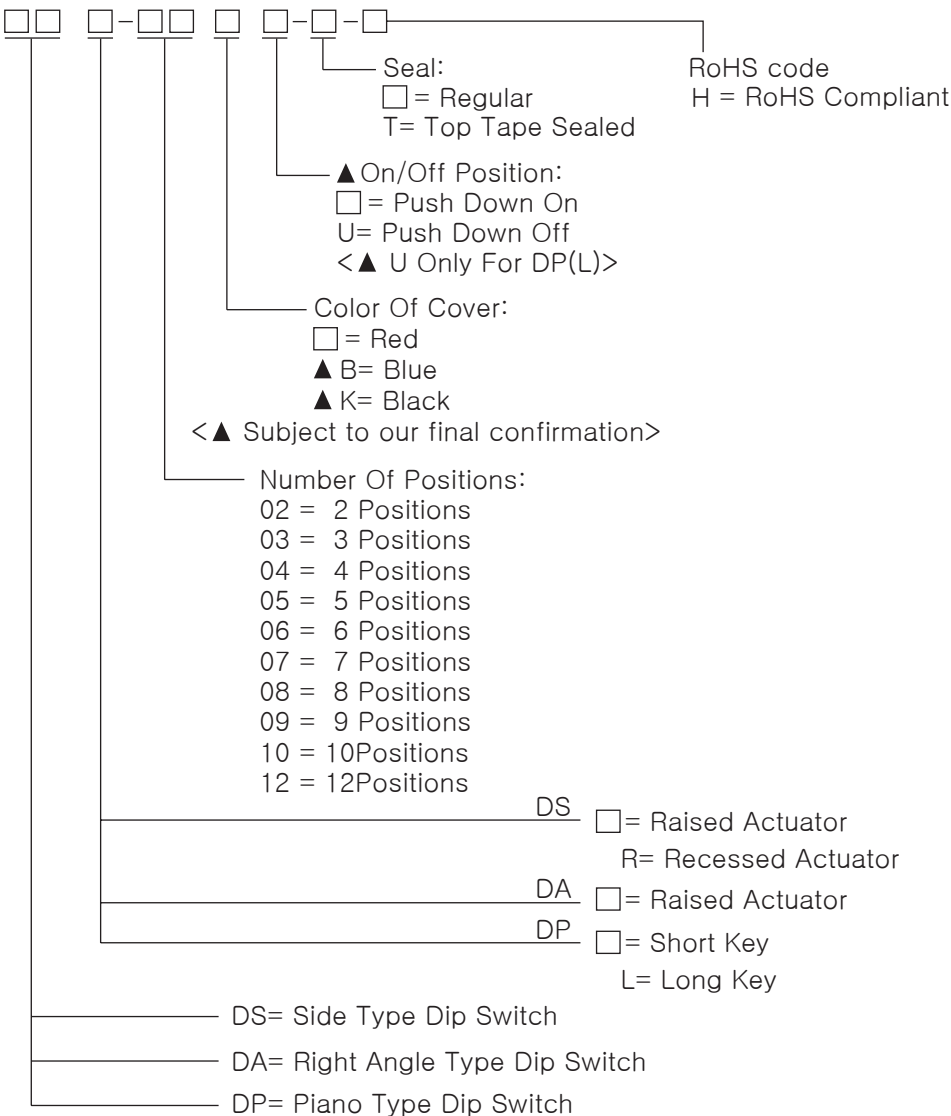 □□ □-□□ □ □-□-□
Seal:
□ = Regular
T= Top Tape Sealed
RoHS code
H = RoHS Compliant
▲ On/Off Position:
□ = Push Down On
U= Push Down Off
<▲ U Only For DP(L)>
Color Of Cover:
□ = Red
▲ B= Blue
▲ K= Black
<▲ Subject to our final confirmation>
Number Of Positions:
02 = 2 Positions
03 = 3 Positions
04 = 4 Positions
05 = 5 Positions
06 = 6 Positions
07 = 7 Positions
08 = 8 Positions
09 = 9 Positions
10 = 10Positions
12 = 12Positions
DS □= Raised Actuator
R= Recessed Actuator
DA □= Raised Actuator
DP □= Short Key
L= Long Key
DS= Side Type Dip Switch
DA= Right Angle Type Dip Switch
DP= Piano Type Dip Switch